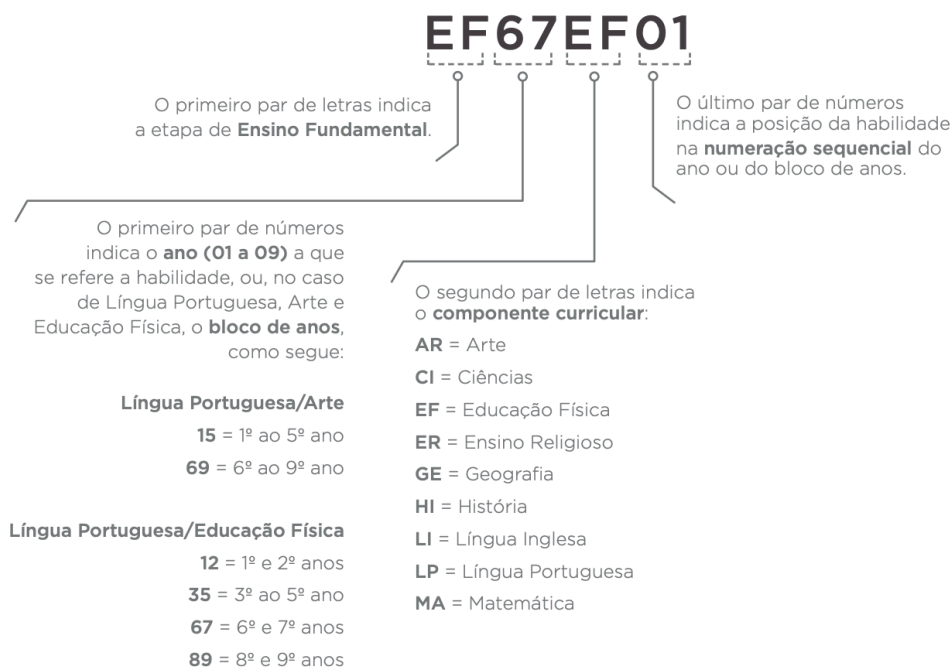 EF67EF01
O primeiro par de letras indica
a etapa de Ensino Fundamental.
O último par de números
indica a posição da habilidade
na numeração sequencial do
ano ou do bloco de anos.
O primeiro par de números
indica o ano (01 a 09) a que
se refere a habilidade, ou, no caso
de Língua Portuguesa, Arte e
Educação Física, o bloco de anos,
como segue:
Língua Portuguesa/Arte
15 = 1º ao 5º ano
69 = 6º ao 9º ano
Língua Portuguesa/Educação Física
12 = 1º e 2º anos
35 = 3º ao 5º ano
67 = 6º e 7º anos
89 = 8º e 9º anos
O segundo par de letras indica
o componente curricular:
AR = Arte
CI = Ciências
EF = Educação Física
ER = Ensino Religioso
GE = Geografia
HI = História
LI = Língua Inglesa
LP = Língua Portuguesa
MA = Matemática